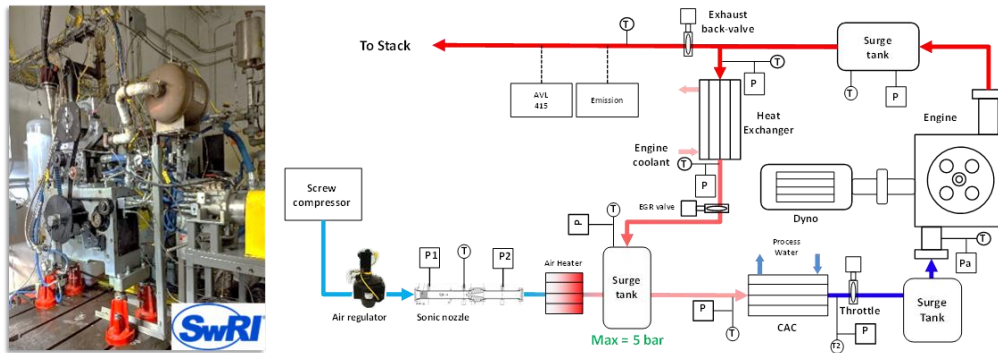 SwRI
To Stack
T
Exhaust
back-valve
Surge
tank
T
P
T
P
AVL
415
Emission
Heat
Exchanger
Engine
Engine
coolant
T
P
Screw
compressor
EGR valve
Dyno
T
P
P1
T
P2
Air Heater
Surge
tank
Process
Water
T
Pa
Air regulator
Sonic nozzle
P
T
CAC
Throttle
T2
P
Surge
Tank
Max = 5 bar